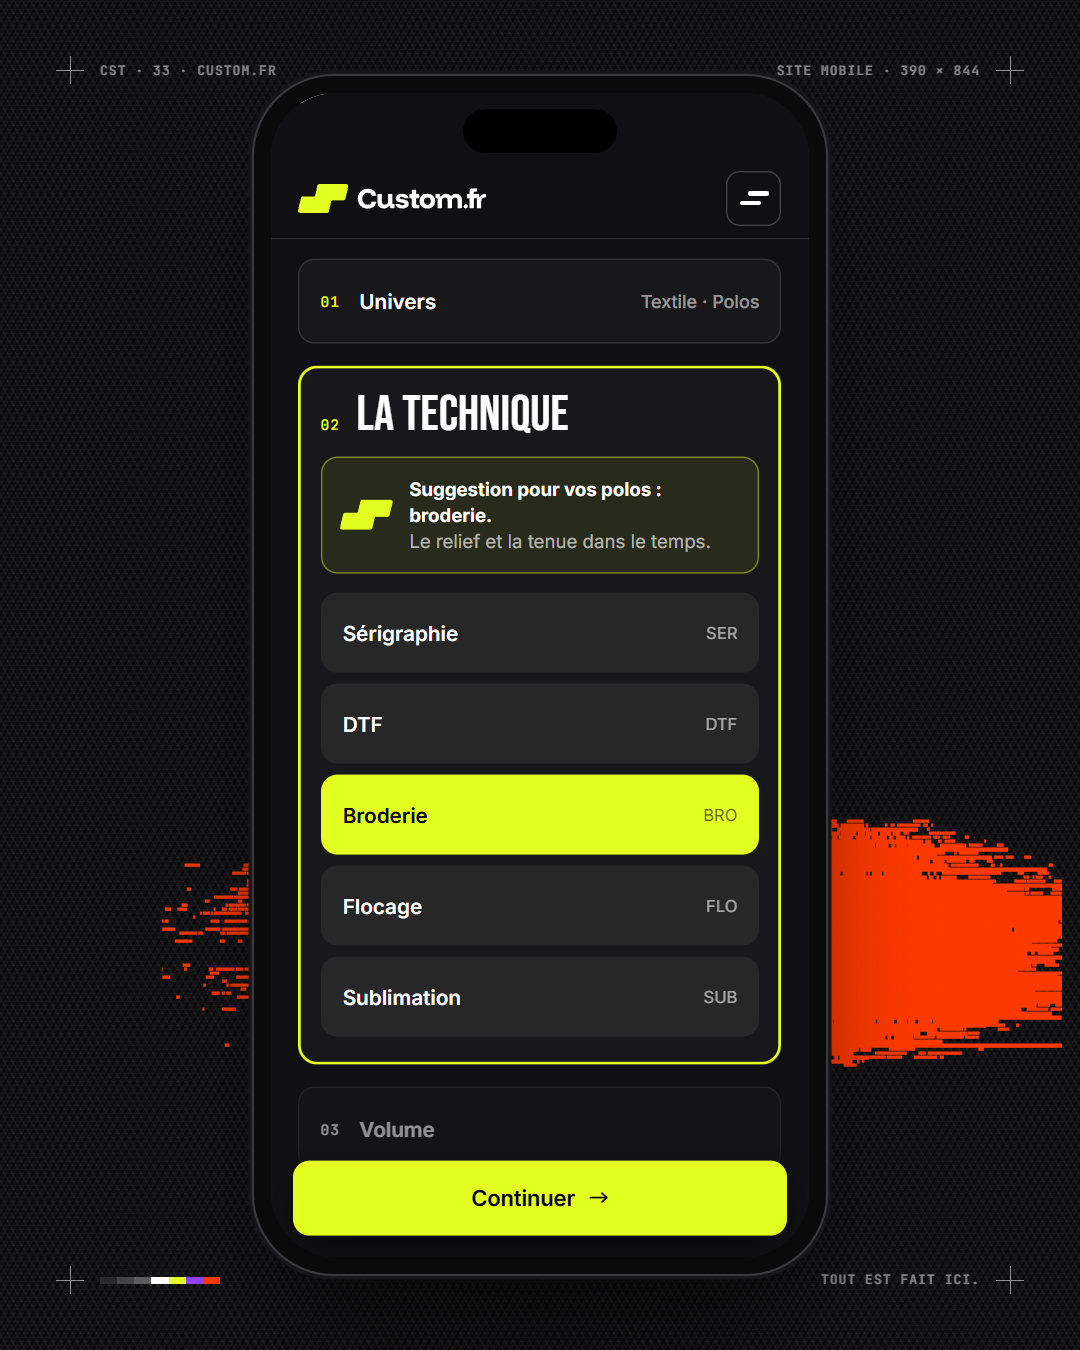 CST · 33 · CUSTOM.FR
SITE MOBILE · 390 × 844
Custom.fr
01 Univers Textile · Polos
02 LA TECHNIQUE
Suggestion pour vos polos :
broderie.
Le relief et la tenue dans le temps.
Sérigraphie SER
DTF DTF
Broderie BRO
Flocage FLO
Sublimation SUB
03 Volume
Continuer →
TOUT EST FAIT ICI.